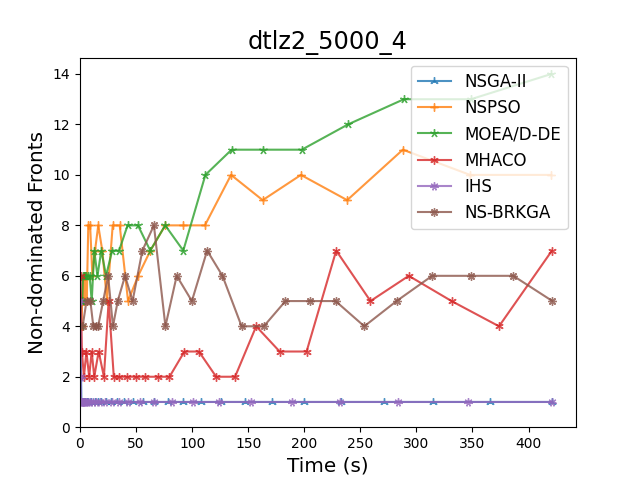 dtlz2_5000_4
Non-dominated Fronts
14
12
10
8
6
4
2
0
NSGA-II
NSPSO
MOEA/D-DE
MHACO
IHS
NS-BRKGA
0 50 100 150 200 250 300 350 400
Time (s)